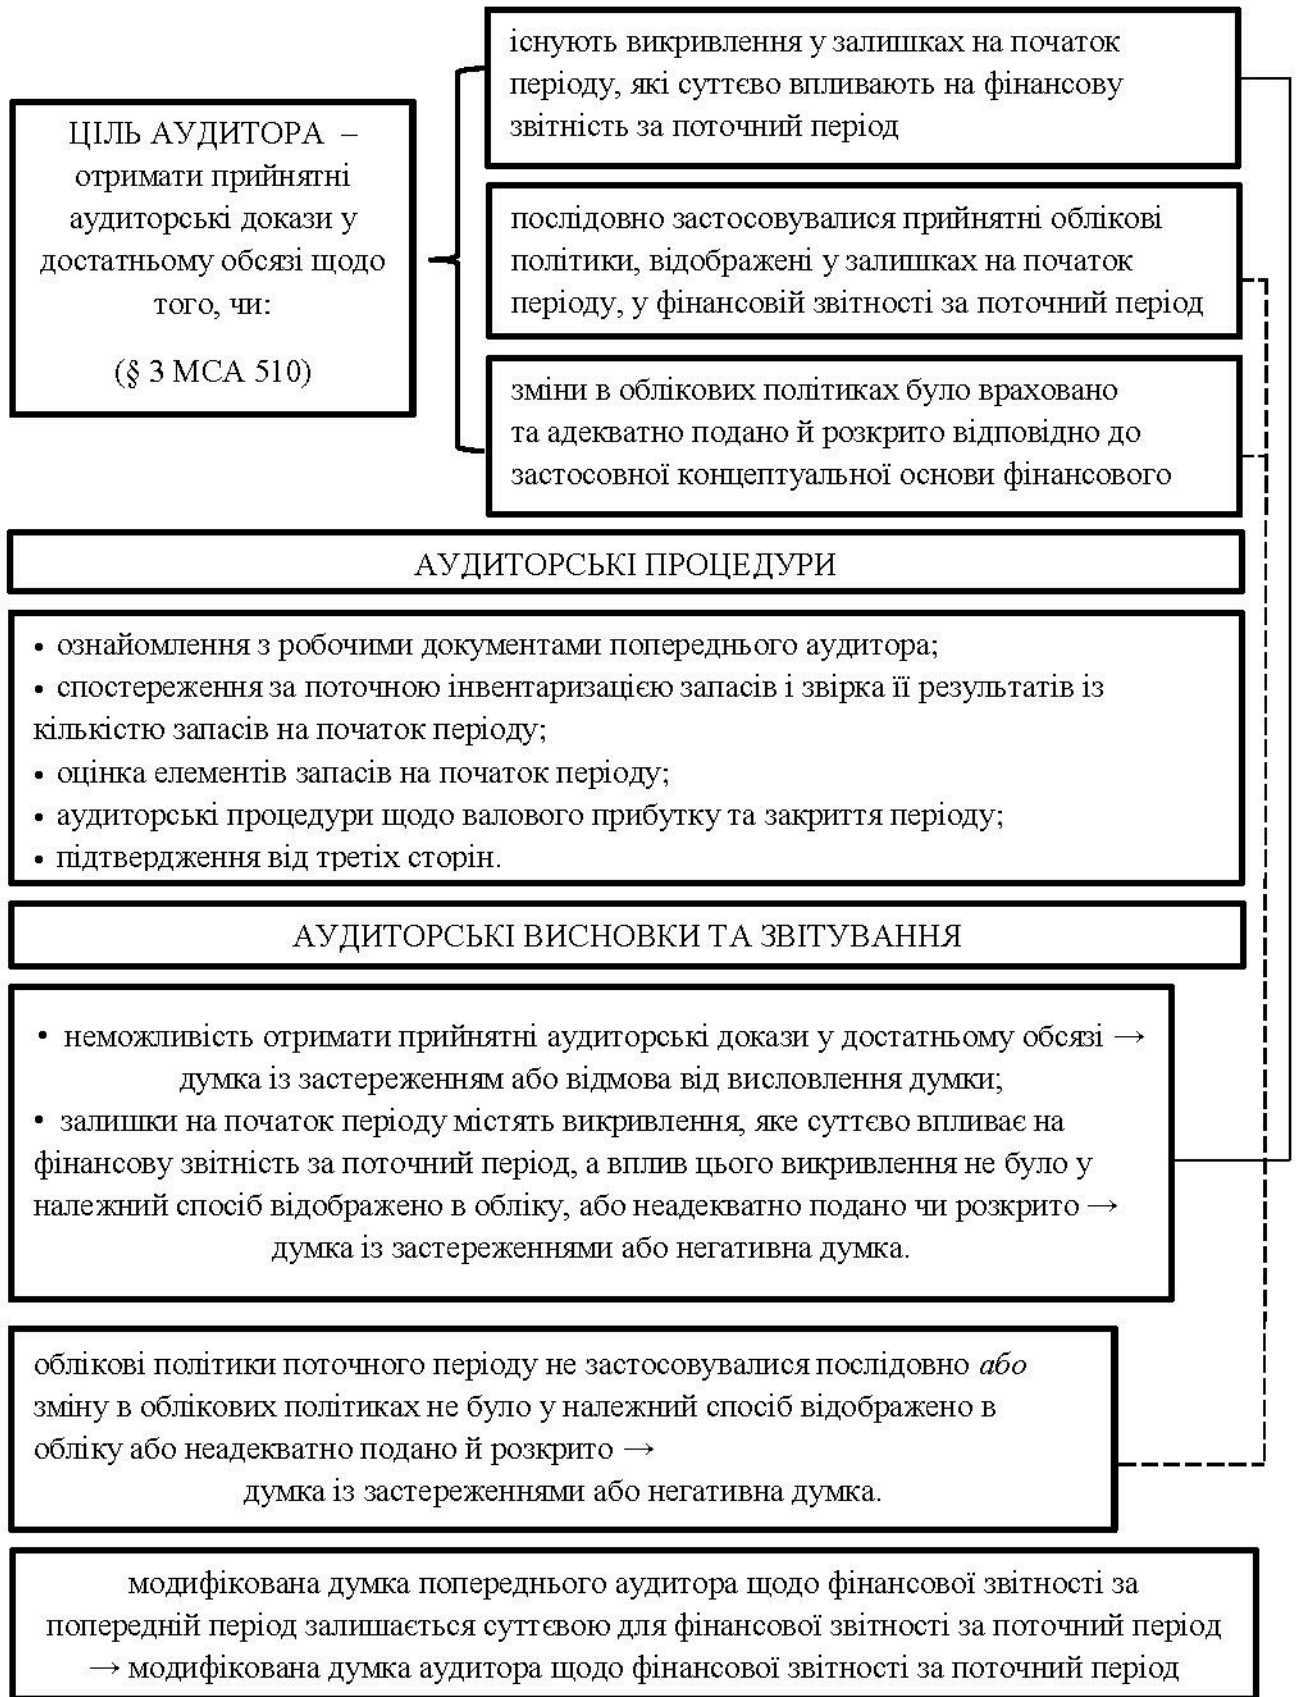 ЦІЛЬ АУДИТОРА –
отримати прийнятні
аудиторські докази у
достатньому обсязі щодо
того, чи:
(§ 3 МСА 510)
існують викривлення у залишках на початок
періоду, які суттєво впливають на фінансову
звітність за поточний період
послідовно застосовувалися прийнятні облікові
політики, відображені у залишках на початок
періоду, у фінансовій звітності за поточний період
зміни в облікових політиках було враховано
та адекватно подано й розкрито відповідно до
застосовної концептуальної основи фінансового
АУДИТОРСЬКІ ПРОЦЕДУРИ
• ознайомлення з робочими документами попереднього аудитора;
• спостереження за поточною інвентаризацією запасів і звірка її результатів із
кількістю запасів на початок періоду;
• оцінка елементів запасів на початок періоду;
• аудиторські процедури щодо валового прибутку та закриття періоду;
• підтвердження від третіх сторін.
АУДИТОРСЬКІ ВИСНОВКИ ТА ЗВІТУВАННЯ
• неможливість отримати прийнятні аудиторські докази у достатньому обсязі →
думка із застереженням або відмова від висловлення думки;
• залишки на початок періоду містять викривлення, яке суттєво впливає на
фінансову звітність за поточний період, а вплив цього викривлення не було у
належний спосіб відображено в обліку, або неадекватно подано чи розкрито →
думка із застереженнями або негативна думка.
облікові політики поточного періоду не застосовувалися послідовно або
зміну в облікових політиках не було у належний спосіб відображено в
обліку або неадекватно подано й розкрито →
думка із застереженнями або негативна думка.
модифікована думка попереднього аудитора щодо фінансової звітності за
попередній період залишається суттєвою для фінансової звітності за поточний період
→ модифікована думка аудитора щодо фінансової звітності за поточний період